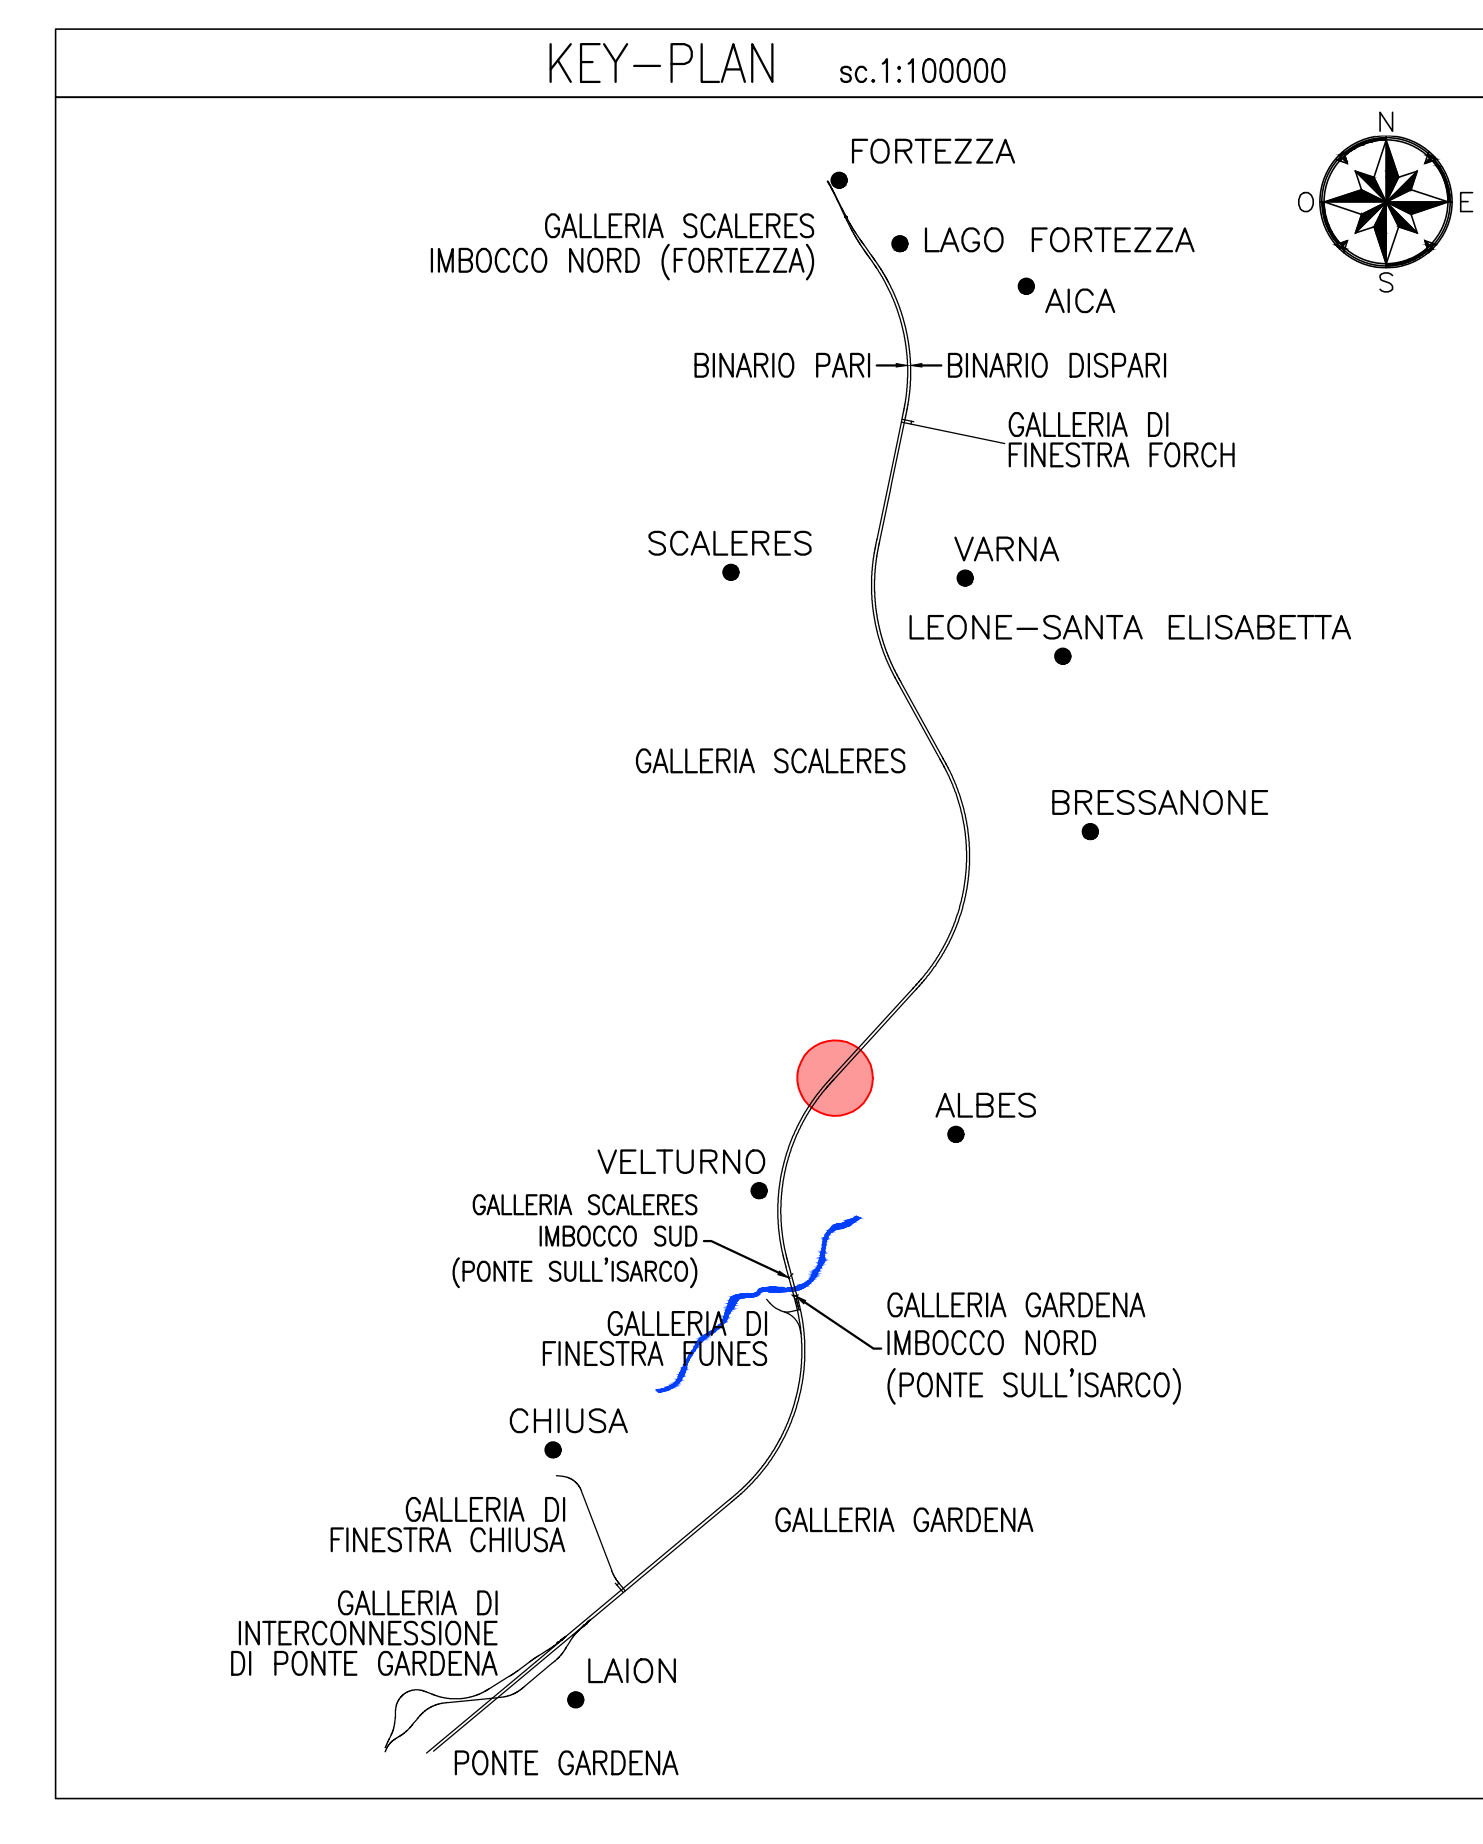 KEY-PLAN sc.1:100000
N
O
E
S
FORTEZZA
GALLERIA SCALERES
IMBOCCO NORD (FORTEZZA)
LAGO FORTEZZA
AICA
BINARIO PARI
BINARIO DISPARI
GALLERIA DI
FINESTRA FORCH
SCALERES
VARNA
LEONE-SANTA ELISABETTA
GALLERIA SCALERES
BRESSANONE
ALBES
VELTURNO
GALLERIA SCALERES
IMBOCCO SUD
(PONTE SULL'ISARCO)
GALLERIA GARDENA
IMBOCCO NORD
(PONTE SULL'ISARCO)
GALLERIA DI
FINESTRA FUNES
CHIUSA
GALLERIA DI
FINESTRA CHIUSA
GALLERIA GARDENA
GALLERIA DI
INTERCONNESSIONE
DI PONTE GARDENA
LAION
PONTE GARDENA